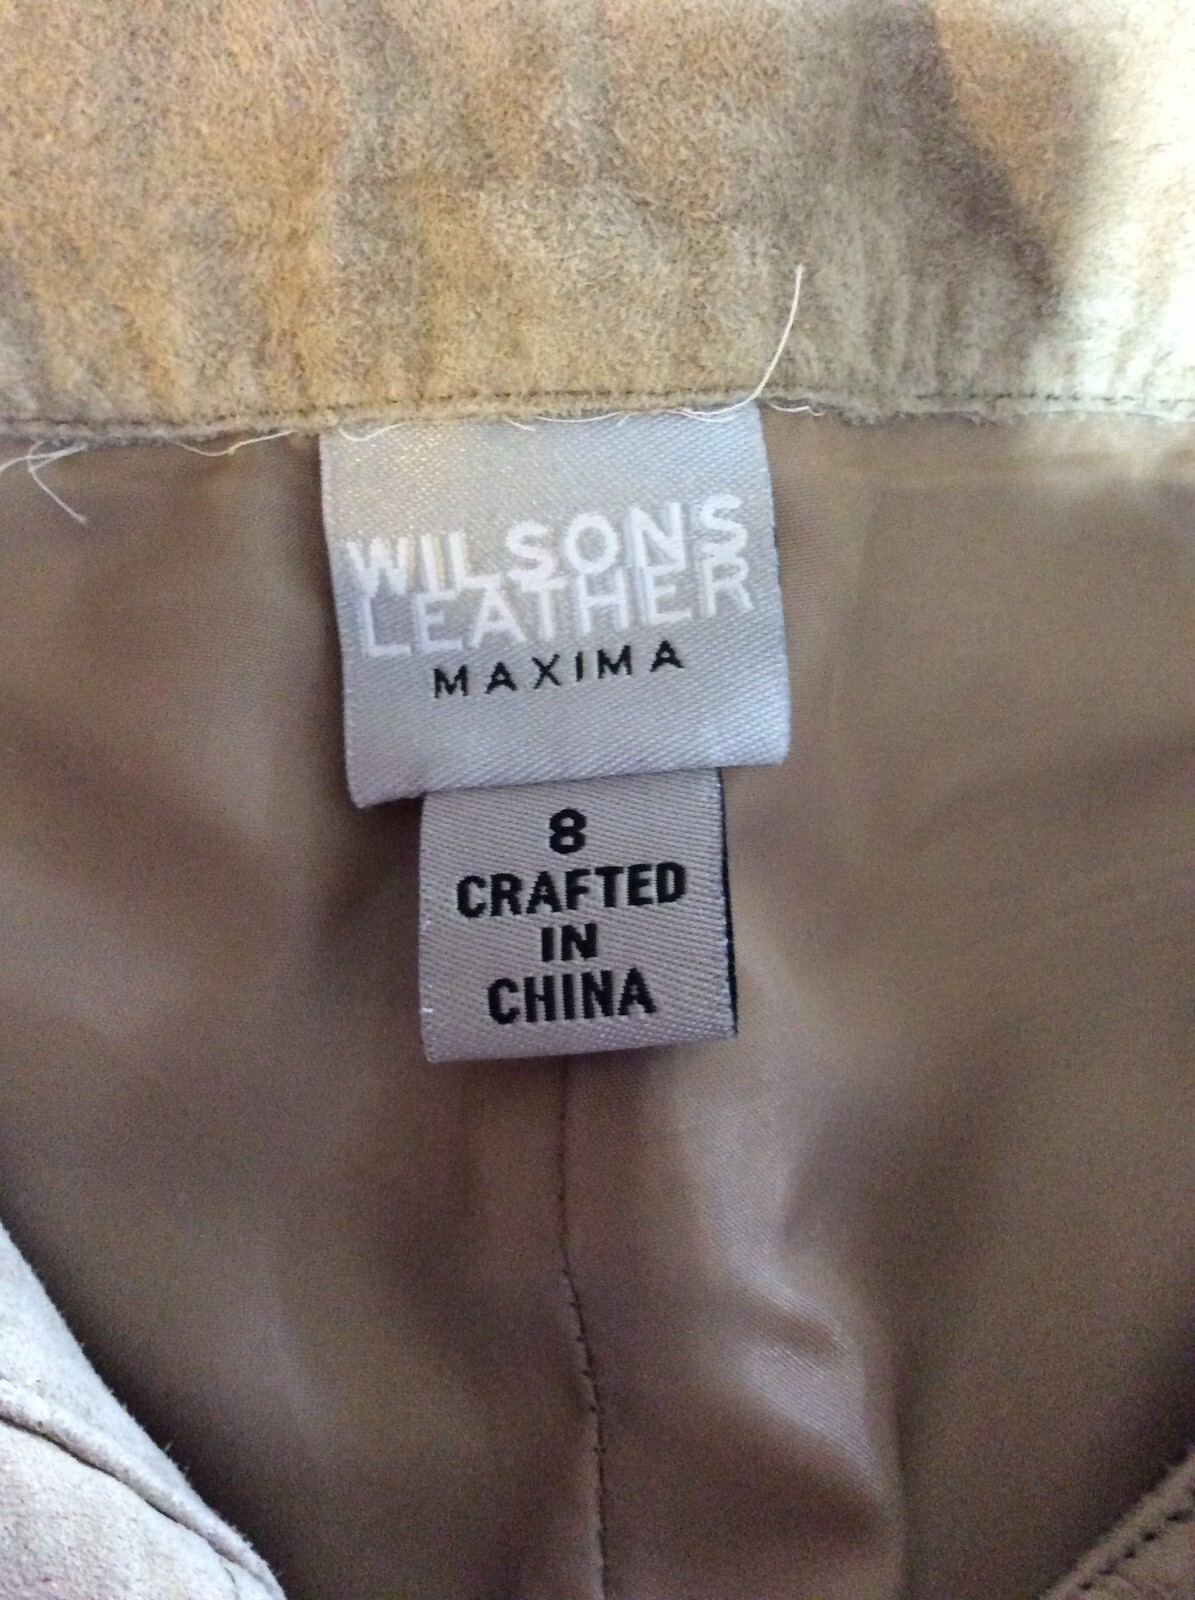 WILSONS
LEATHER
MAXIMA
8
CRAFTED
IN
CHINA